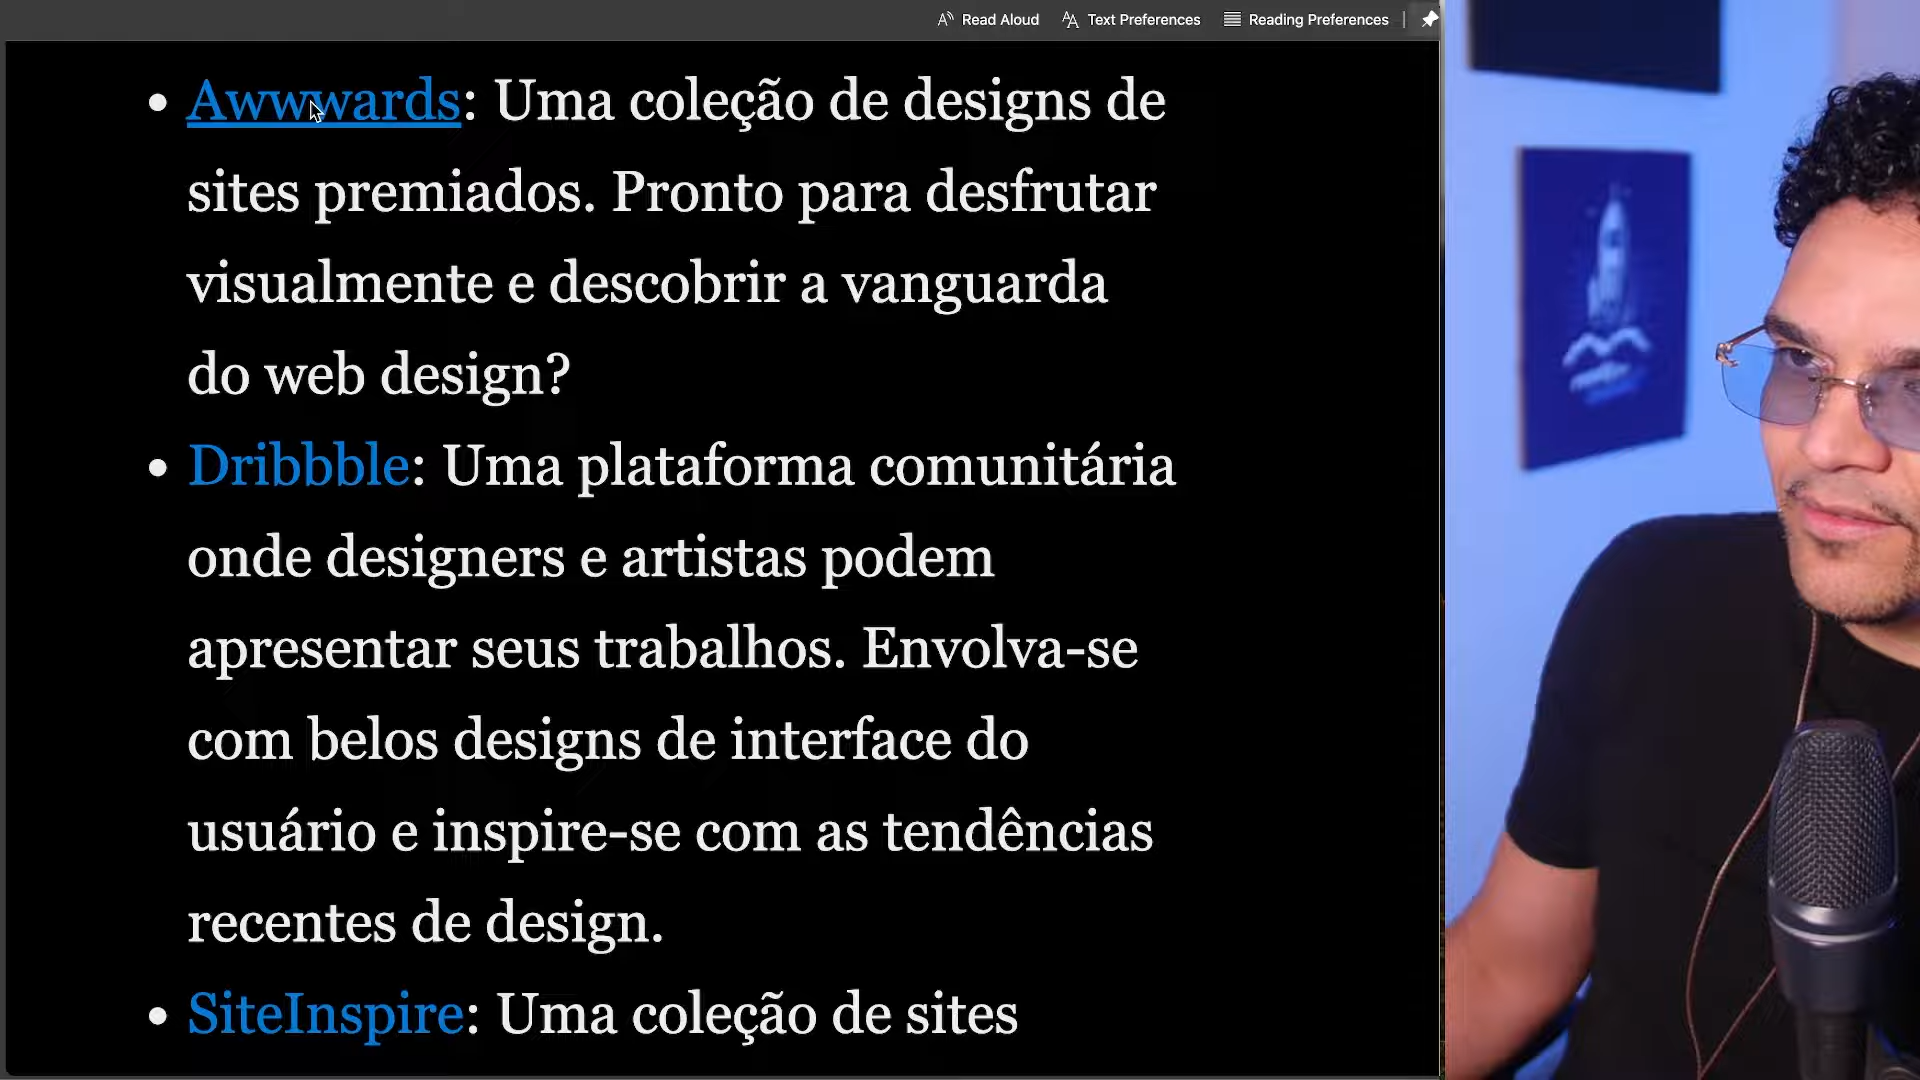 Read Aloud Text Preferences Reading Preferences
Awwwards: Uma coleção de designs de
sites premiados. Pronto para desfrutar
visualmente e descobrir a vanguarda
do web design?
Dribbble: Uma plataforma comunitária
onde designers e artistas podem
apresentar seus trabalhos. Envolva-se
com belos designs de interface do
usuário e inspire-se com as tendências
recentes de design.
SiteInspire: Uma coleção de sites